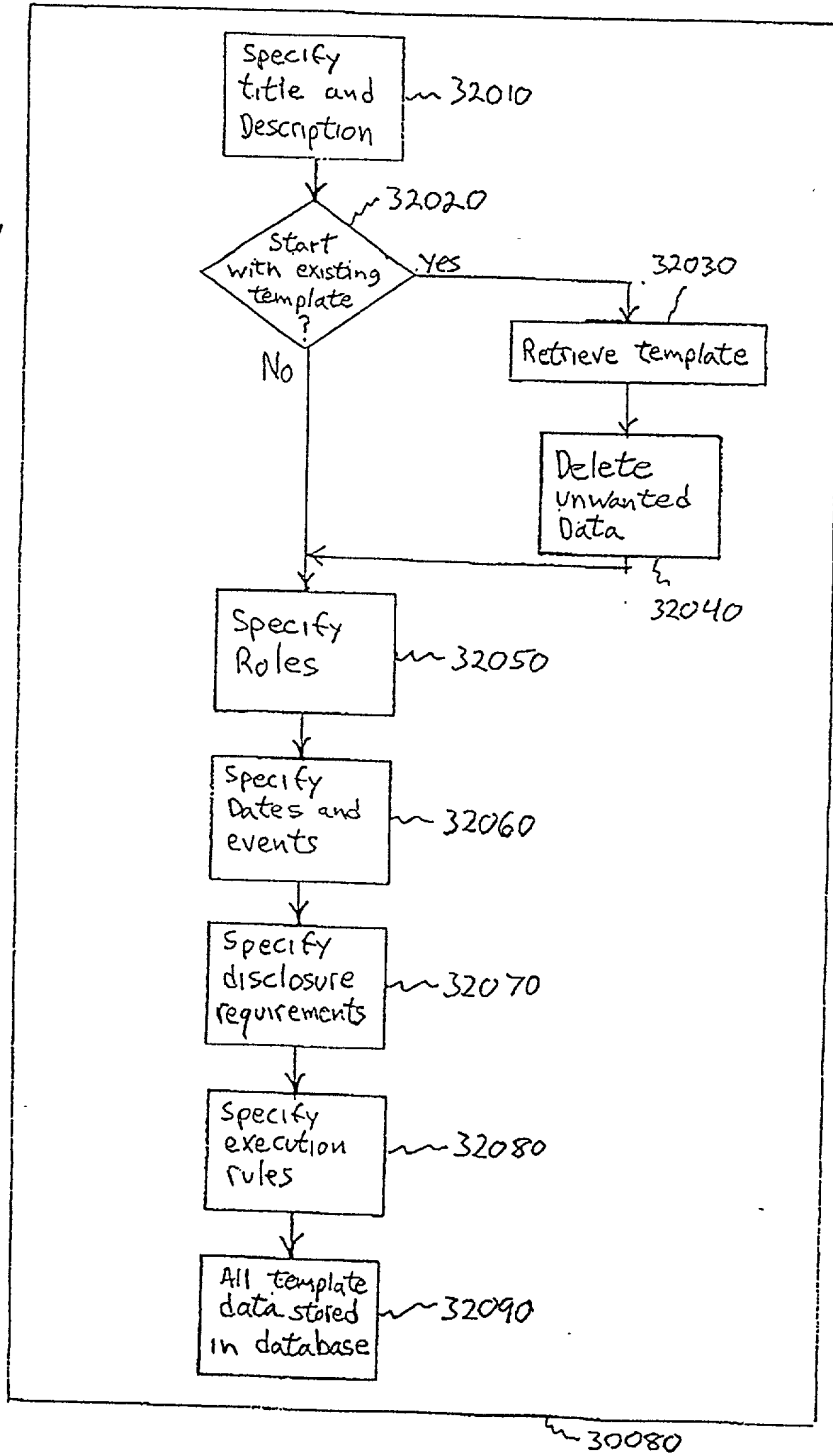 Specify
title and
Description
32010
32020
Start
with existing
template
?
Yes
No
32030
Retrieve template
Delete
unwanted
Data
32040
Specify
Roles
32050
Specify
Dates and
events
32060
Specify
disclosure
requirements
32070
Specify
execution
rules
32080
All template
data stored
in database
32090
30080